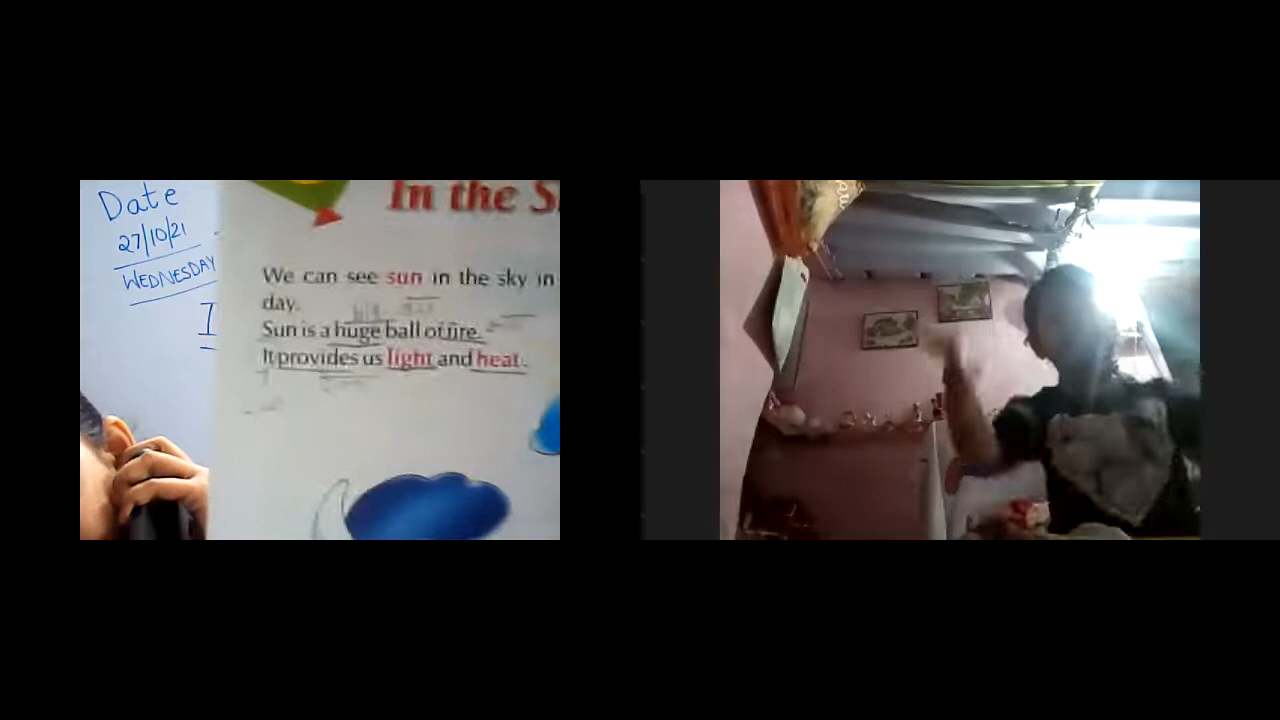 Date
27/10/21
WEDNESDAY
I
In the S
We can see sun in the sky in
day.
Sun is a huge ball of fire.
It provides us light and heat.